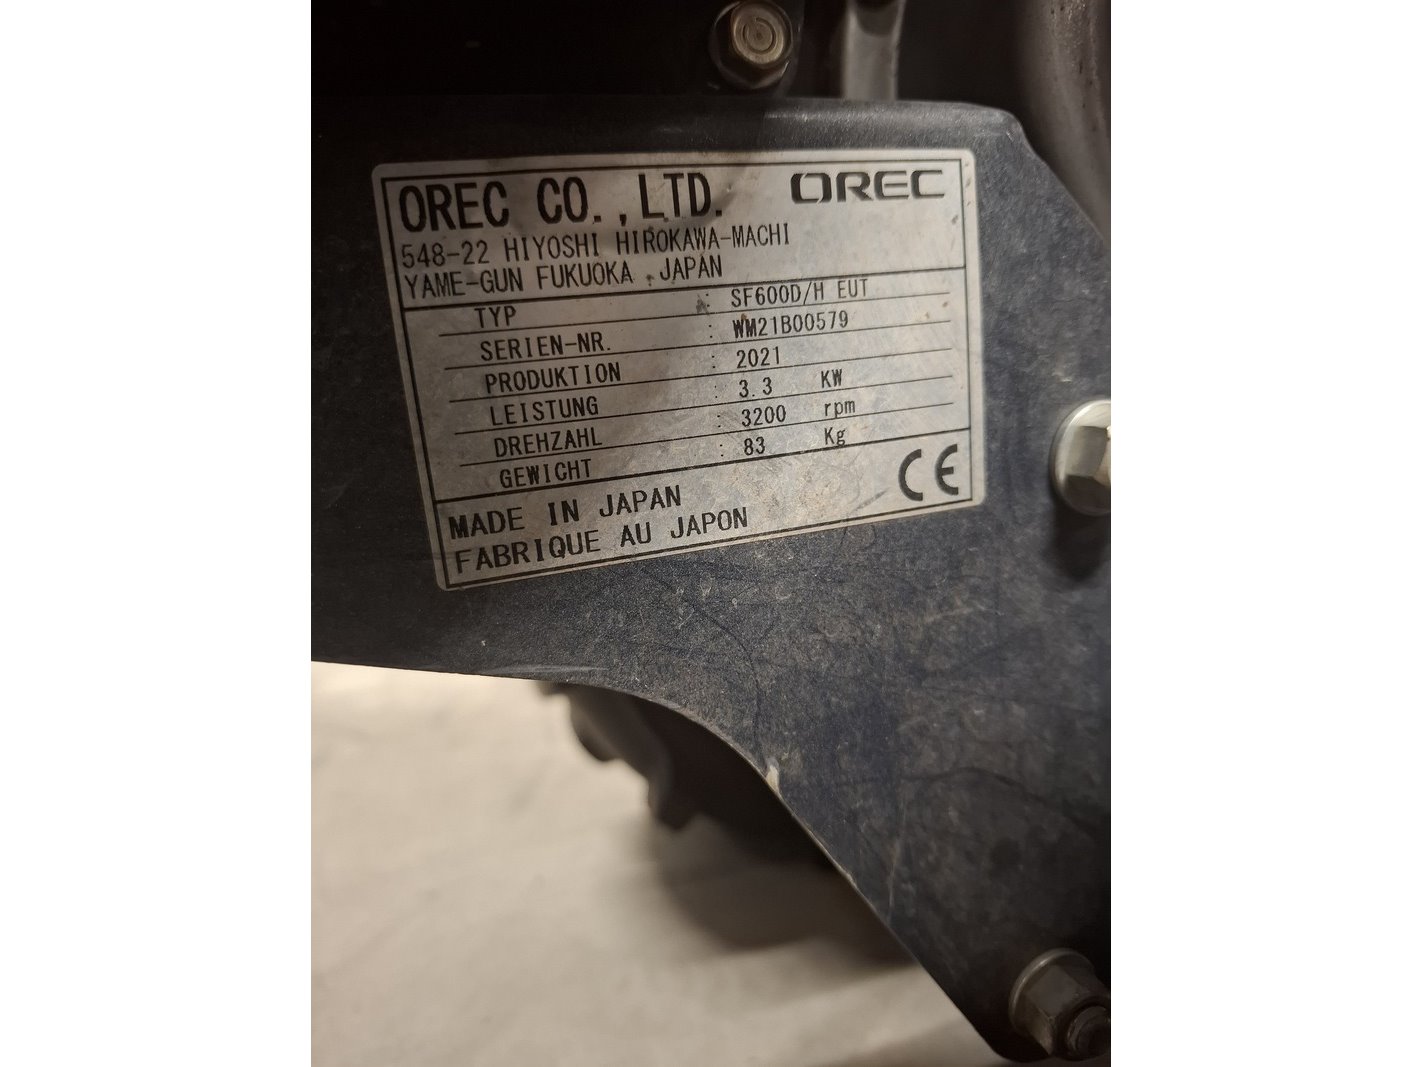 OREC CO.,LTD. OREC
548-22 HIYOSHI HIROKAWA-MACHI
YAME-GUN FUKUOKA ,JAPAN
TYP : SF600D/H EUT
SERIEN-NR. : WM21B00579
PRODUKTION : 2021
LEISTUNG : 3.3 KW
DREHZAHL : 3200 rpm
GEWICHT : 83 Kg
MADE IN JAPAN
FABRIQUE AU JAPON
CE